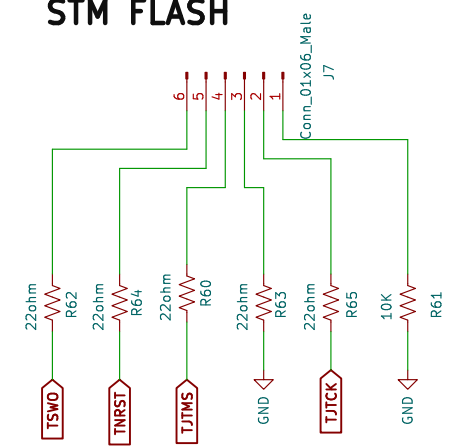 STM FLASH
Conn_01x06_Male
J7
6
5
4
3
2
1
22ohm
R62
22ohm
R64
22ohm
R60
22ohm
R63
22ohm
R65
10K
R61
TSWO
TNRST
TJTMS
GND
TJTCK
GND